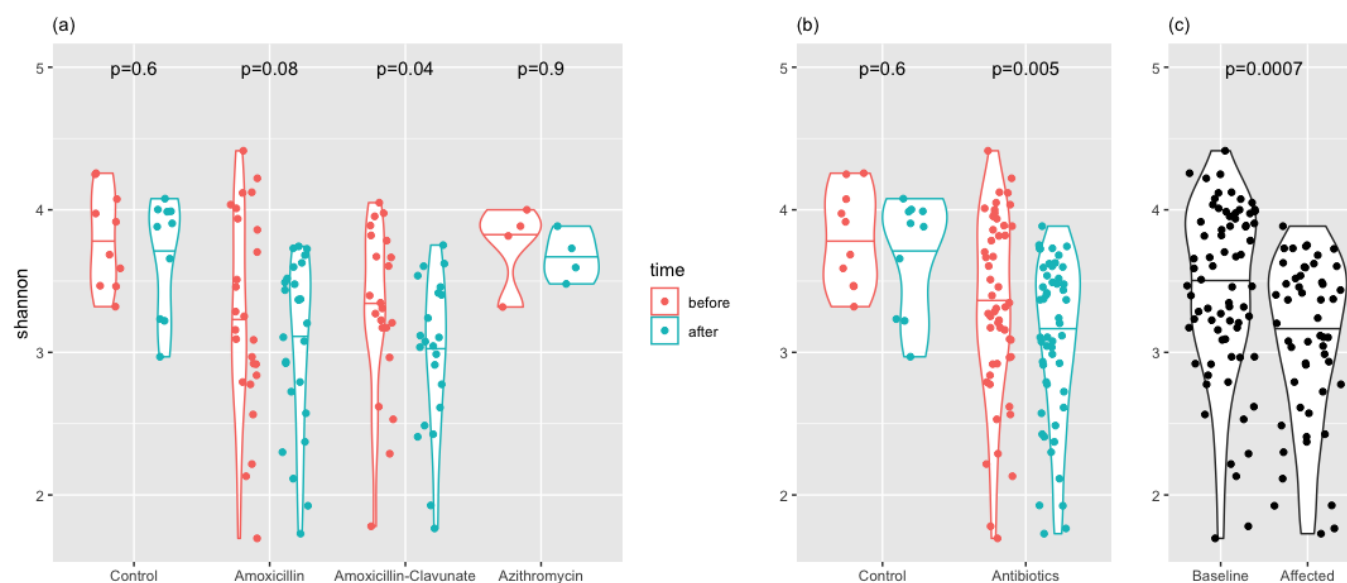 (a)
(b)
(c)
5
p=0.6
p=0.08
p=0.04
p=0.9
5
p=0.6
p=0.005
5
p=0.0007
4
4
4
shannon
time
before
after
3
3
3
2
2
2
Control
Amoxicillin
Amoxicillin-Clavunate
Azithromycin
Control
Antibiotics
Baseline
Affected